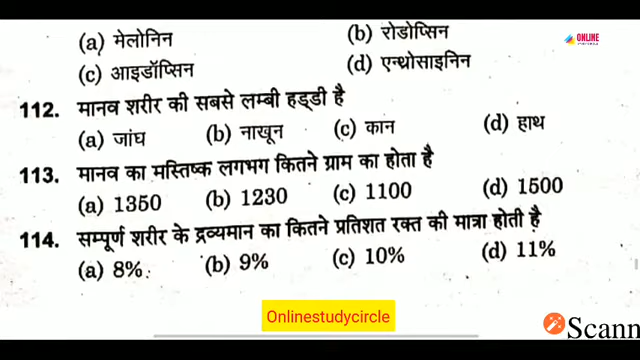 (a) मेलोनिन (b) रोडोप्सिन
(c) आइडॉप्सिन (d) एन्थोसाइनिन
112. मानव शरीर की सबसे लम्बी हड्डी है
(a) जांघ (b) नाखून (c) कान (d) हाथ
113. मानव का मस्तिष्क लगभग कितने ग्राम का होता है
(a) 1350 (b) 1230 (c) 1100 (d) 1500
114. सम्पूर्ण शरीर के द्रव्यमान का कितने प्रतिशत रक्त की मात्रा होती है
(a) 8% (b) 9% (c) 10% (d) 11%
ONLINE
Onlinestudycircle
Scann